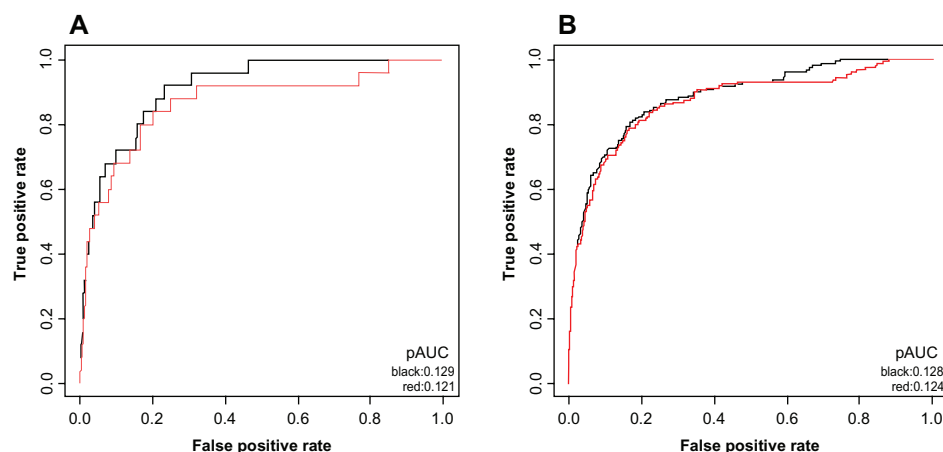 A
True positive rate
1.0
0.8
0.6
0.4
0.2
0.0
pAUC
black:0.129
red:0.121
0.0 0.2 0.4 0.6 0.8 1.0
False positive rate
B
True positive rate
1.0
0.8
0.6
0.4
0.2
0.0
pAUC
black:0.128
red:0.124
0.0 0.2 0.4 0.6 0.8 1.0
False positive rate